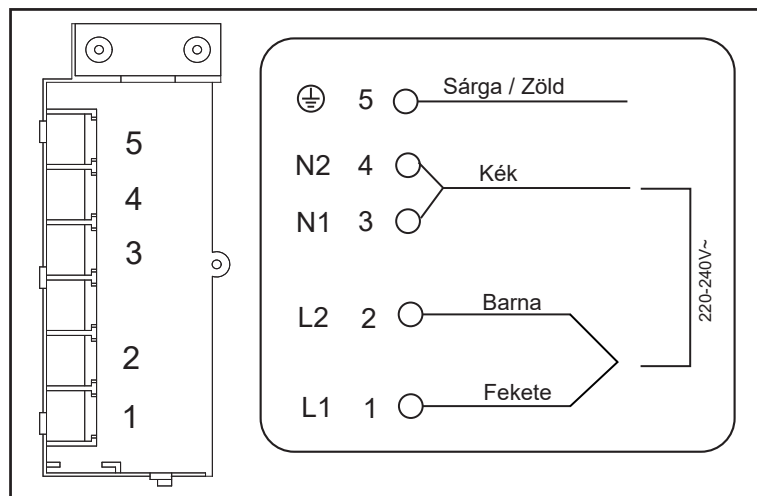 5
4
3
2
1
5 Sárga / Zöld
N2 4
Kék
N1 3
L2 2 Barna
L1 1 Fekete
220-240V~